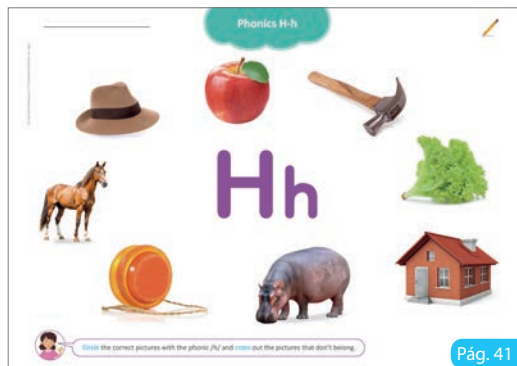 Phonics H-h
Hh
Circle the correct pictures with the phonic /h/ and cross out the pictures that don't belong.
Pág. 41